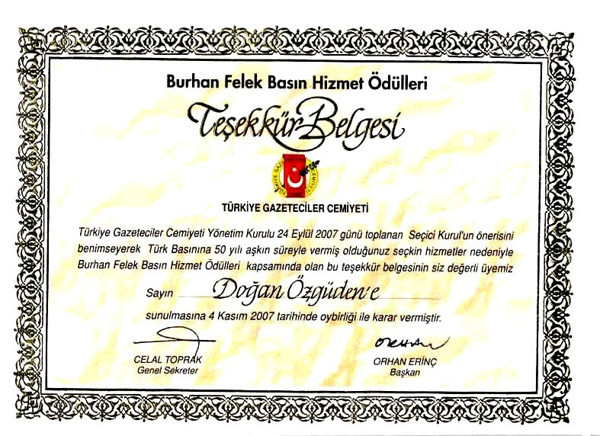 Burhan Felek Basın Hizmet Ödülleri
Teşekkür Belgesi
TÜRKİYE GAZETECİLER CEMİYETİ
Türkiye Gazeteciler Cemiyeti Yönetim Kurulu 24 Eylül 2007 günü toplanan Seçici Kurul'un önerisini
benimseyerek Türk Basınına 50 yılı aşkın süreyle vermiş olduğunuz seçkin hizmetler nedeniyle
Burhan Felek Basın Hizmet Ödülleri kapsamında olan bu teşekkür belgesinin siz değerli üyemiz
Sayın Doğan Özgüden'e
sunulmasına 4 Kasım 2007 tarihinde oybirliği ile karar vermiştir.
CELAL TOPRAK
Genel Sekreter
ORHAN
ORHAN ERİNÇ
Başkan